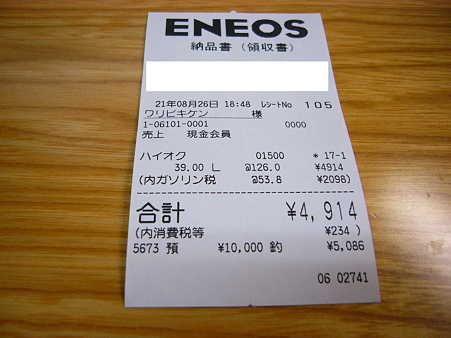 ENEOS
納品書（領収書）
21年08月26日 18:48 レシートNo 105
ワリビキケン 様
1-06101-0001 0000
売上 現金会員
ハイオク 01500 * 17-1
39.00 L @126.0 ¥4914
(内ガソリン税 @53.8 ¥2098)
合計 ¥4,914
(内消費税等 ¥234 )
5673 預 ¥10,000 釣 ¥5,086
06 02741